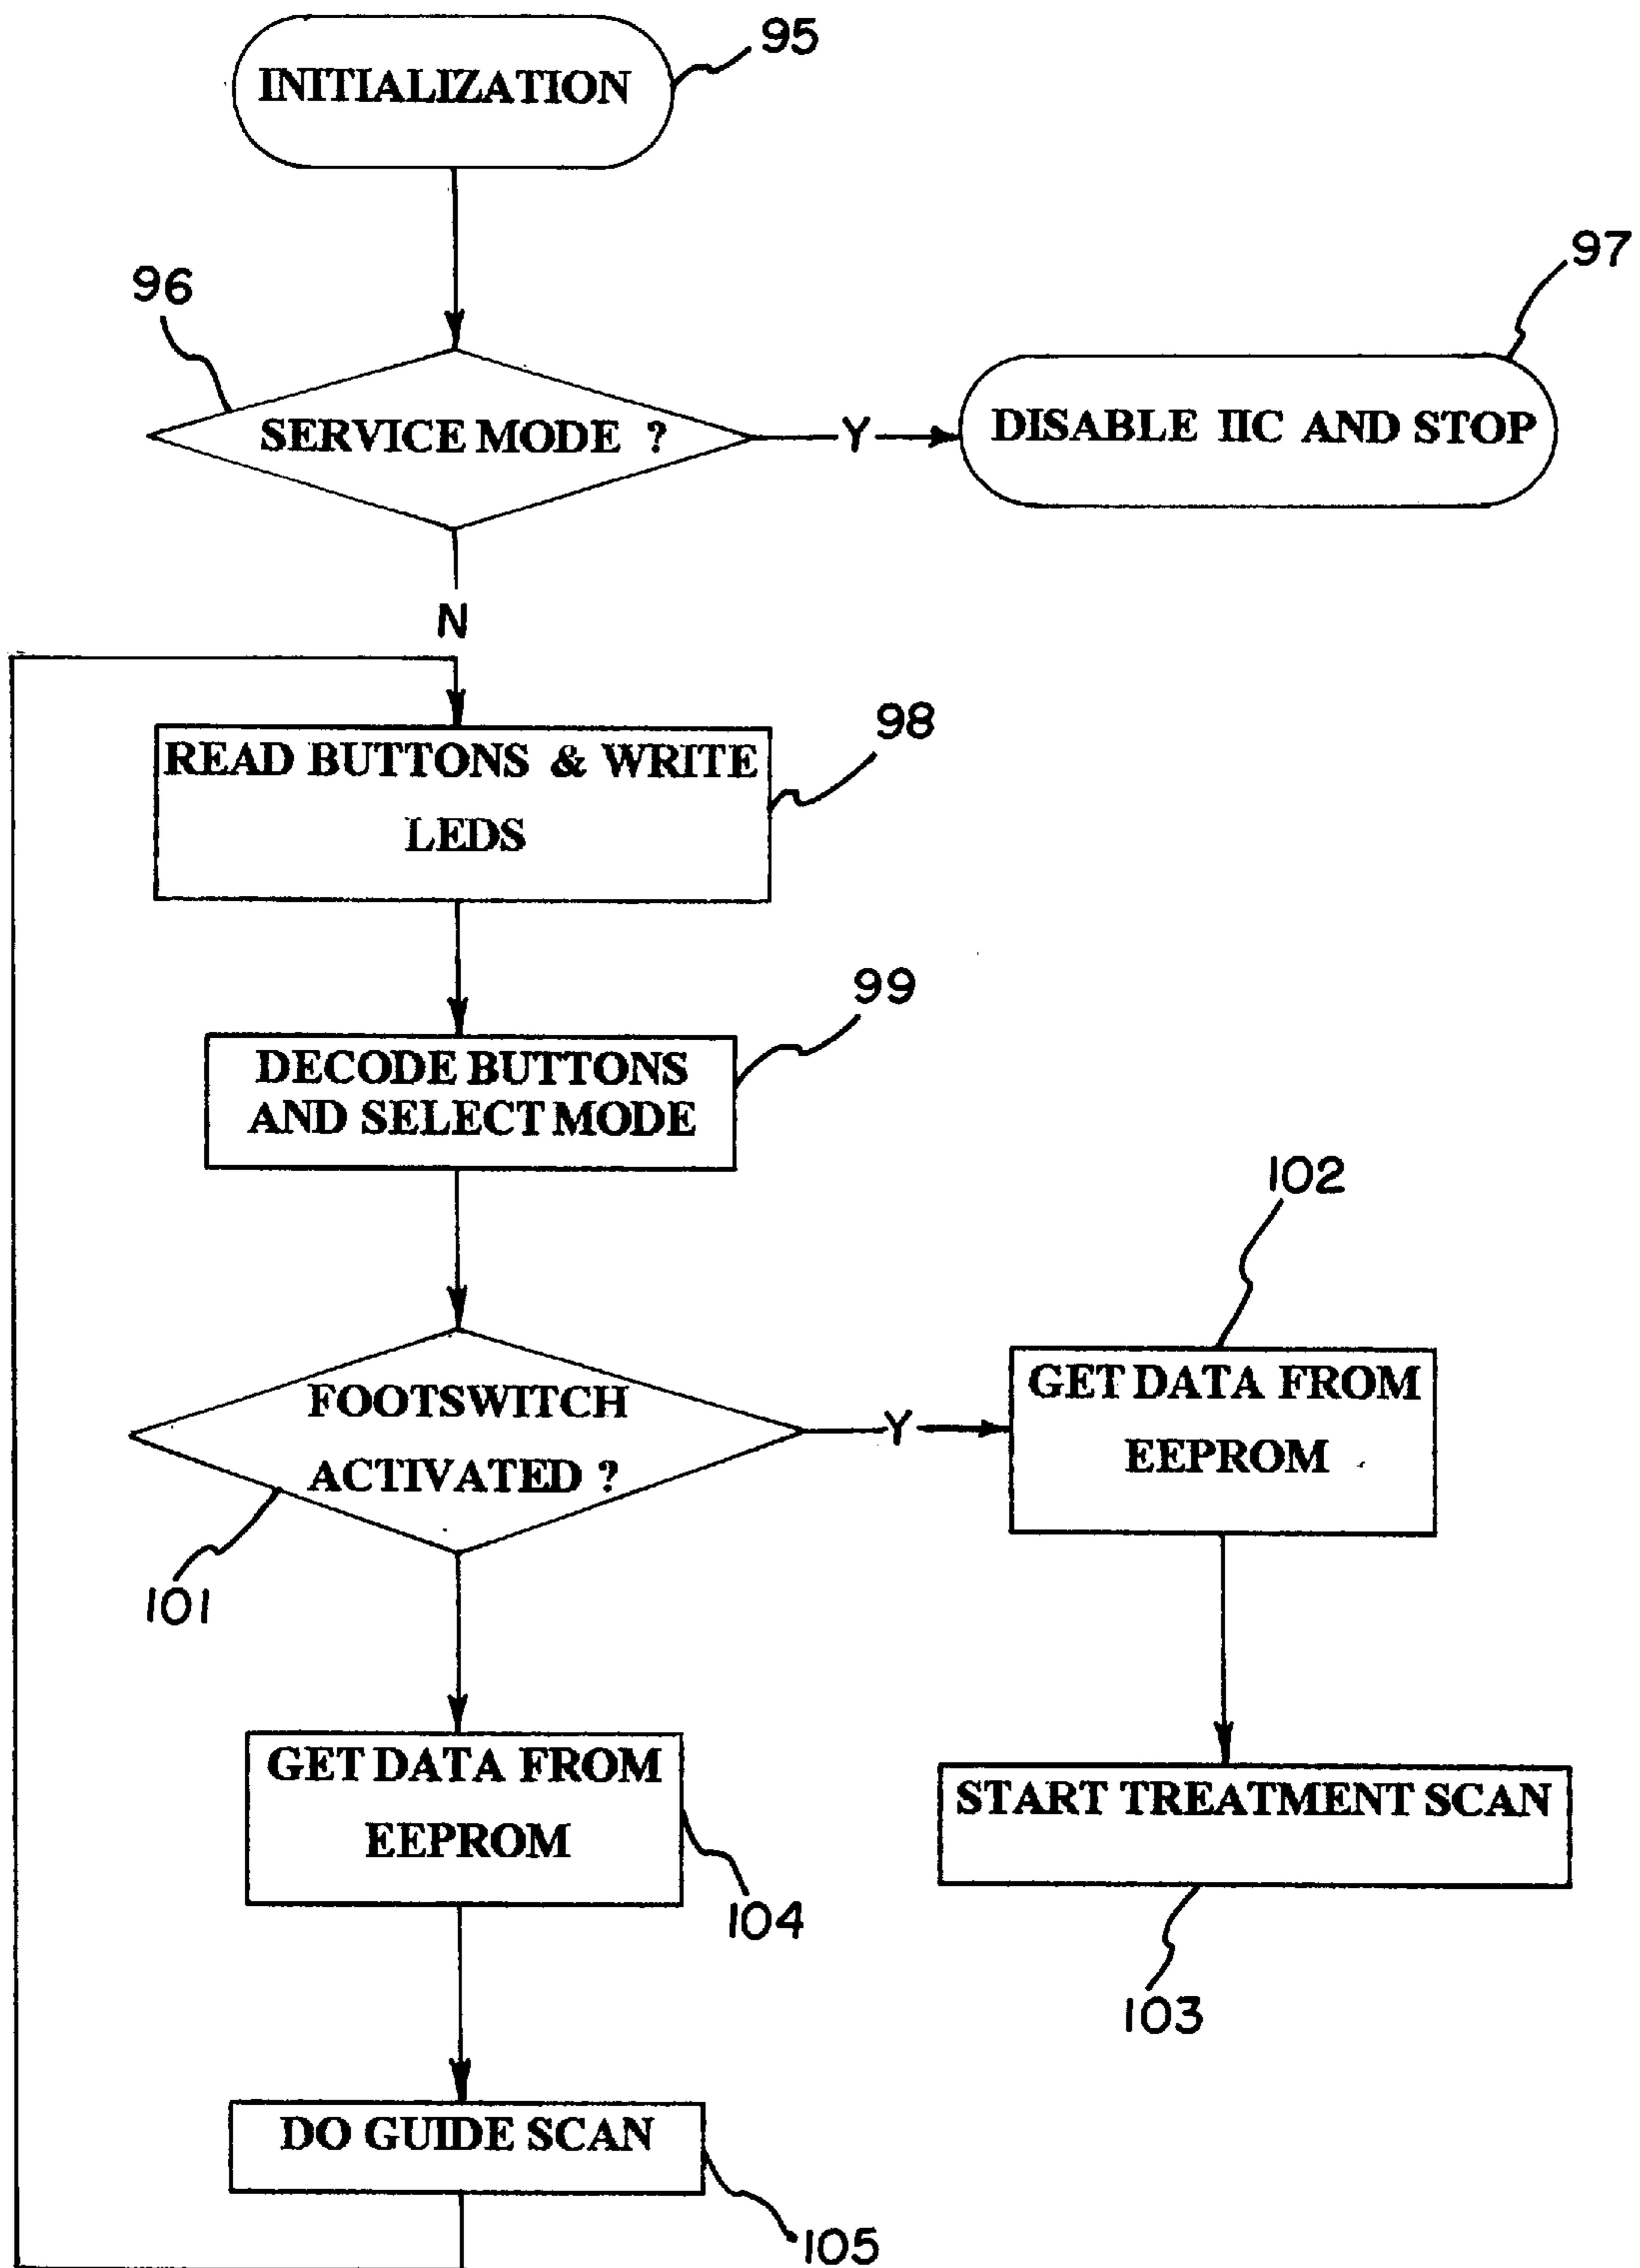 INITIALIZATION
95
96
97
SERVICE MODE ?
Y
DISABLE IIC AND STOP
N
READ BUTTONS & WRITE
LEDS
98
99
DECODE BUTTONS
AND SELECT MODE
102
FOOTSWITCH
ACTIVATED ?
Y
GET DATA FROM
EEPROM
101
GET DATA FROM
EEPROM
104
START TREATMENT SCAN
103
DO GUIDE SCAN
105